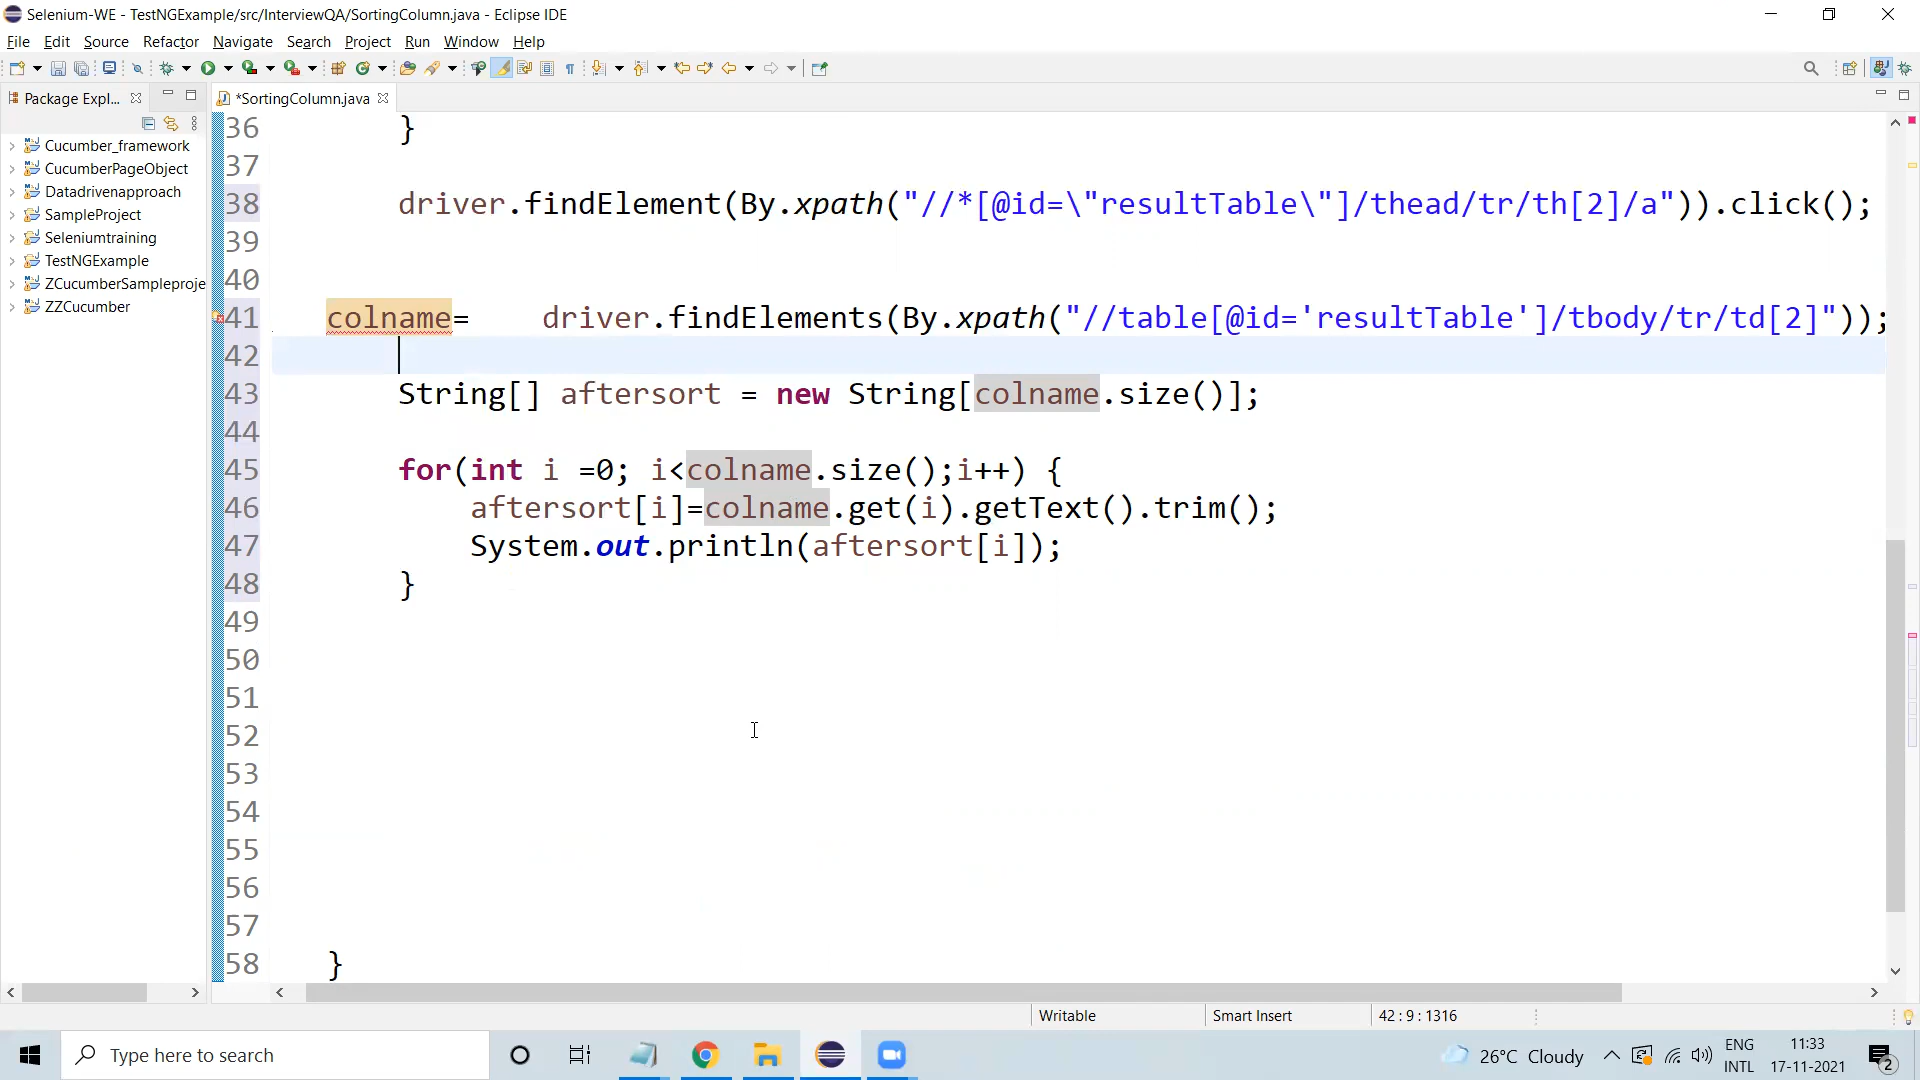 Selenium-WE - TestNGExample/src/InterviewQA/SortingColumn.java - Eclipse IDE
File Edit Source Refactor Navigate Search Project Run Window Help
Package Expl...
*SortingColumn.java
Cucumber_framework
CucumberPageObject
Datadrivenapproach
SampleProject
Seleniumtraining
TestNGExample
ZCucumberSampleproje
ZZCucumber
36 }
37
38 driver.findElement(By.xpath("//*[@id=\"resultTable\"]/thead/tr/th[2]/a")).click();
39
40
41 colname= driver.findElements(By.xpath("//table[@id='resultTable']/tbody/tr/td[2]"));
42
43 String[] aftersort = new String[colname.size()];
44
45 for(int i =0; i<colname.size();i++) {
46 aftersort[i]=colname.get(i).getText().trim();
47 System.out.println(aftersort[i]);
48 }
49
50
51
52
53
54
55
56
57
58 }
Writable Smart Insert 42 : 9 : 1316
Type here to search
26°C Cloudy
ENG
INTL
11:33
17-11-2021
2